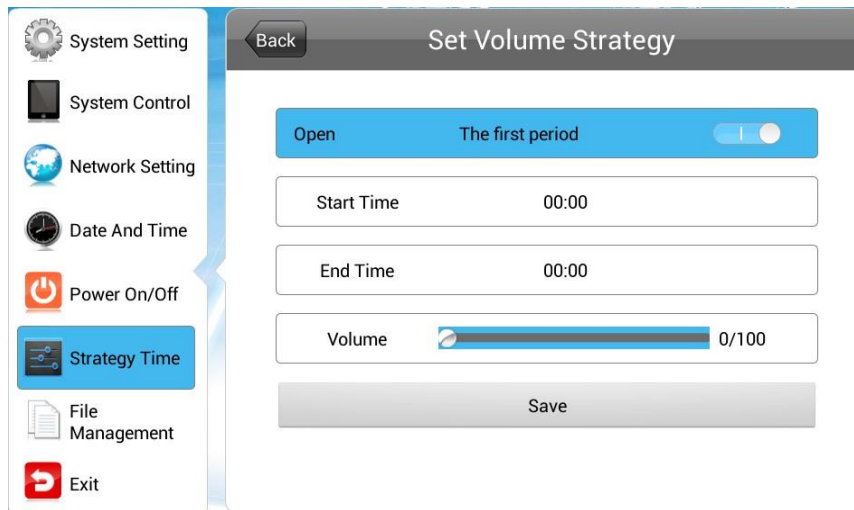 System Setting
System Control
Network Setting
Date And Time
Power On/Off
Strategy Time
File
Management
Exit
Back
Set Volume Strategy
Open The first period
Start Time 00:00
End Time 00:00
Volume 0/100
Save